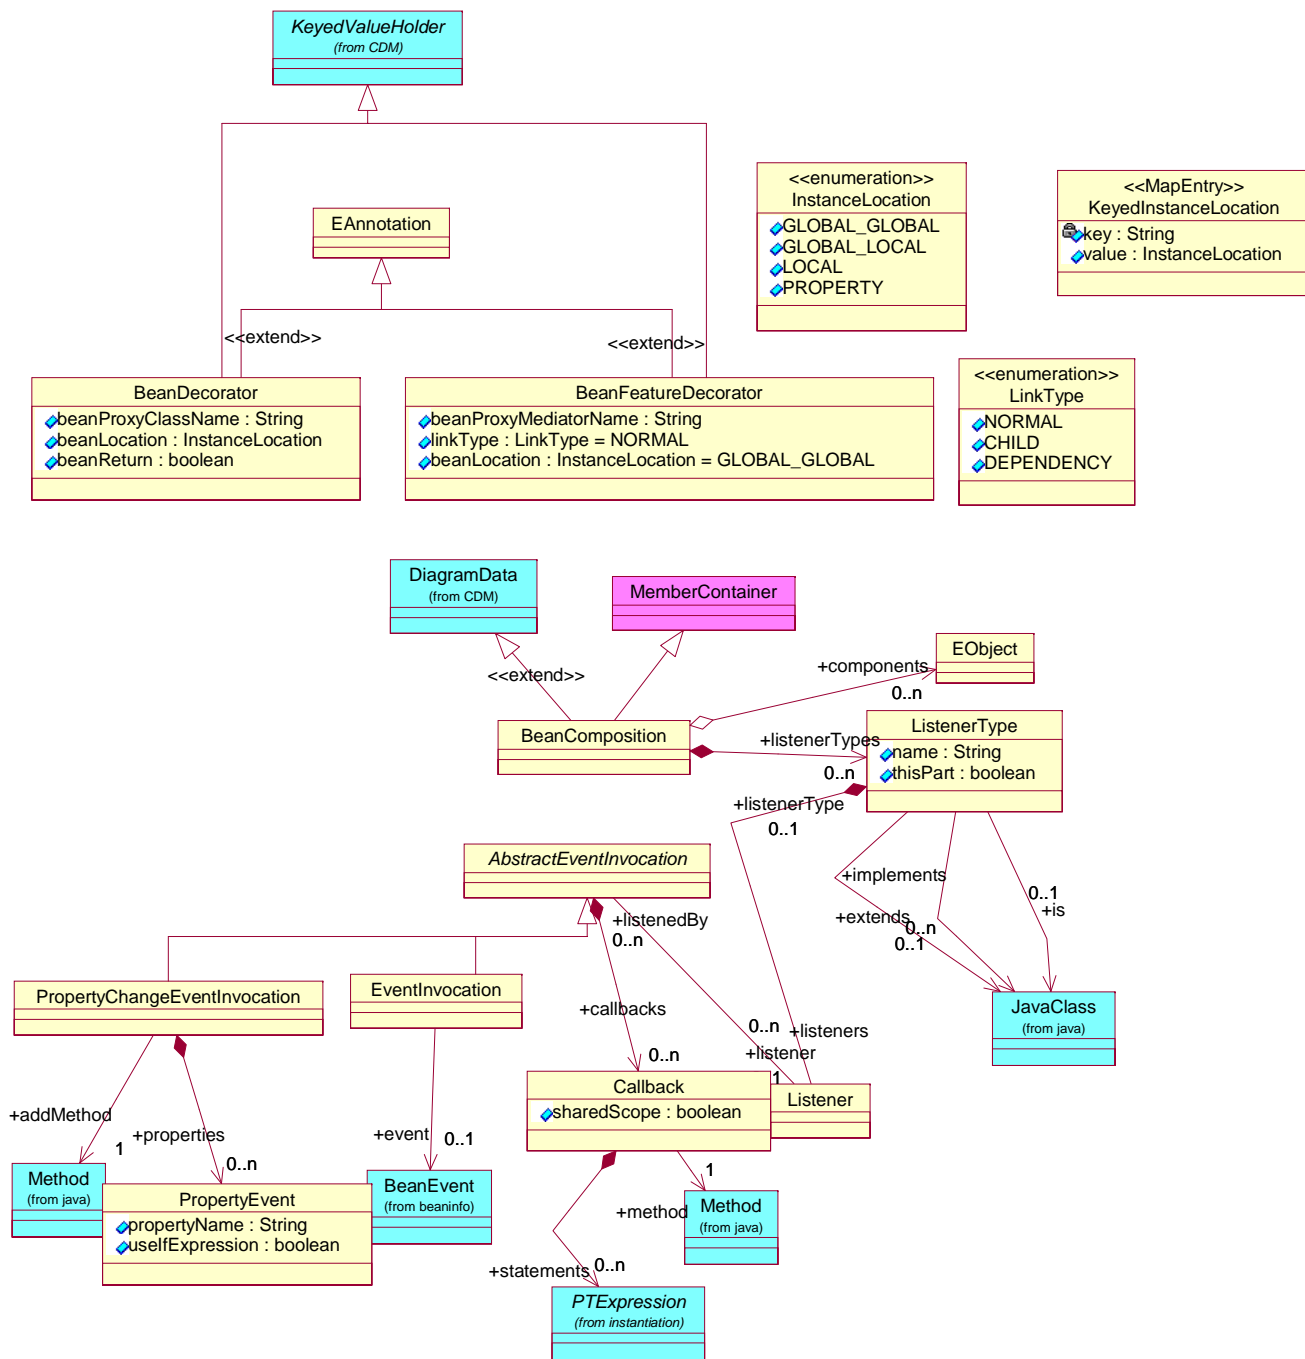 KeyedValueHolder
(from CDM)
<<enumeration>>
InstanceLocation
GLOBAL_GLOBAL
GLOBAL_LOCAL
LOCAL
PROPERTY
<<MapEntry>>
KeyedInstanceLocation
key : String
value : InstanceLocation
EAnnotation
<<extend>>
<<extend>>
BeanDecorator
beanProxyClassName : String
beanLocation : InstanceLocation
beanReturn : boolean
BeanFeatureDecorator
beanProxyMediatorName : String
linkType : LinkType = NORMAL
beanLocation : InstanceLocation = GLOBAL_GLOBAL
<<enumeration>>
LinkType
NORMAL
CHILD
DEPENDENCY
DiagramData
(from CDM)
MemberContainer
<<extend>>
+components
0..n
EObject
BeanComposition
+listenerTypes
0..n
ListenerType
name : String
thisPart : boolean
+listenerType
0..1
AbstractEventInvocation
+implements
0..n
+extends
0..1
0..1
+is
+listenedBy
0..n
PropertyChangeEventInvocation
EventInvocation
+callbacks
0..n
0..n
+listeners
+listener
1
JavaClass
(from java)
Callback
sharedScope : boolean
Listener
+addMethod
1
+properties
0..n
+event
0..1
Method
(from java)
PropertyEvent
propertyName : String
useIfExpression : boolean
BeanEvent
(from beaninfo)
1
+method
Method
(from java)
+statements
0..n
PTExpression
(from instantiation)